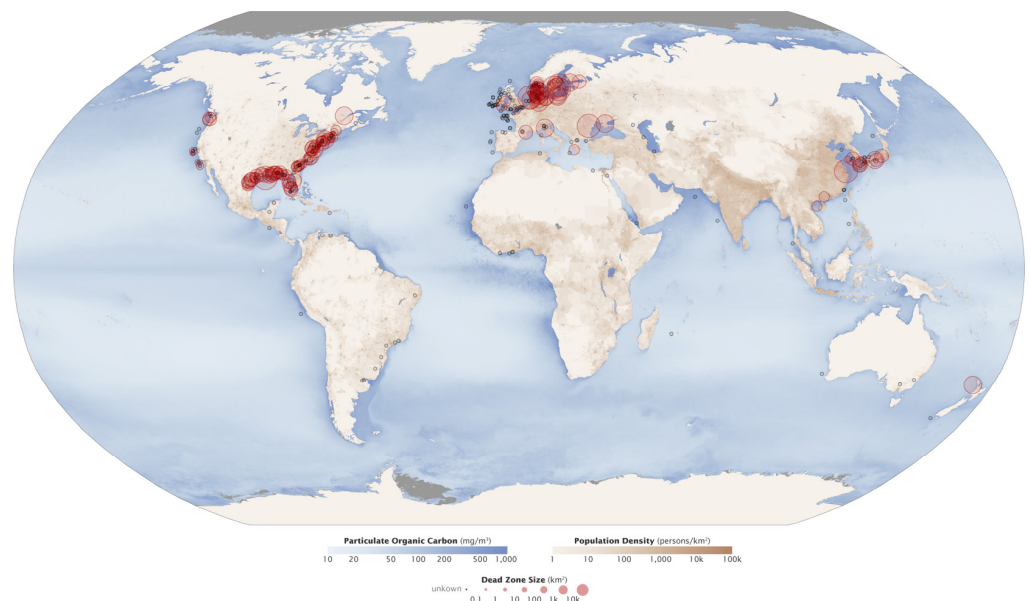 Particulate Organic Carbon (mg/m³)
10 20 50 100 200 500 1,000
Population Density (persons/km²)
1 10 100 1,000 10k 100k
Dead Zone Size (km²)
unkown
0.1 1 10 100 1k 10k